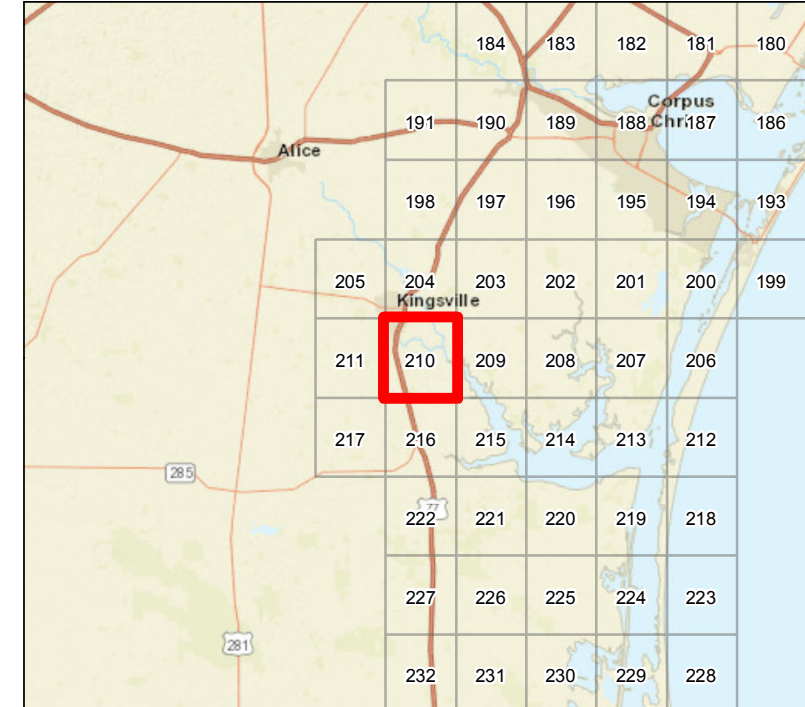 184 183 182 181 180
Corpus
191 190 189 188 Christi 187 186
Alice
198 197 196 195 194 193
205 204 203 202 201 200 199
Kingsville
211 210 209 208 207 206
217 216 215 214 213 212
285
222 77 221 220 219 218
227 226 225 224 223
281
232 231 230 229 228